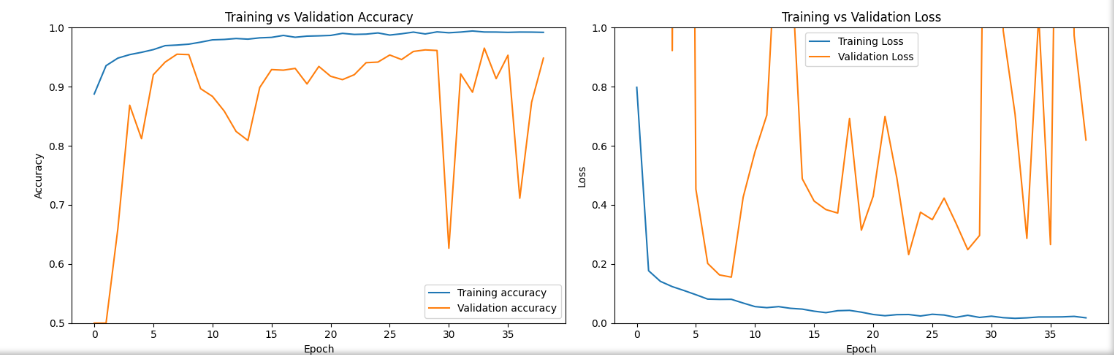 Training vs Validation Accuracy
1.0
0.9
0.8
0.7
0.6
0.5
Accuracy
0 5 10 15 20 25 30 35
Epoch
Training accuracy
Validation accuracy
Training vs Validation Loss
1.0
0.8
0.6
0.4
0.2
0.0
Loss
0 5 10 15 20 25 30 35
Epoch
Training Loss
Validation Loss